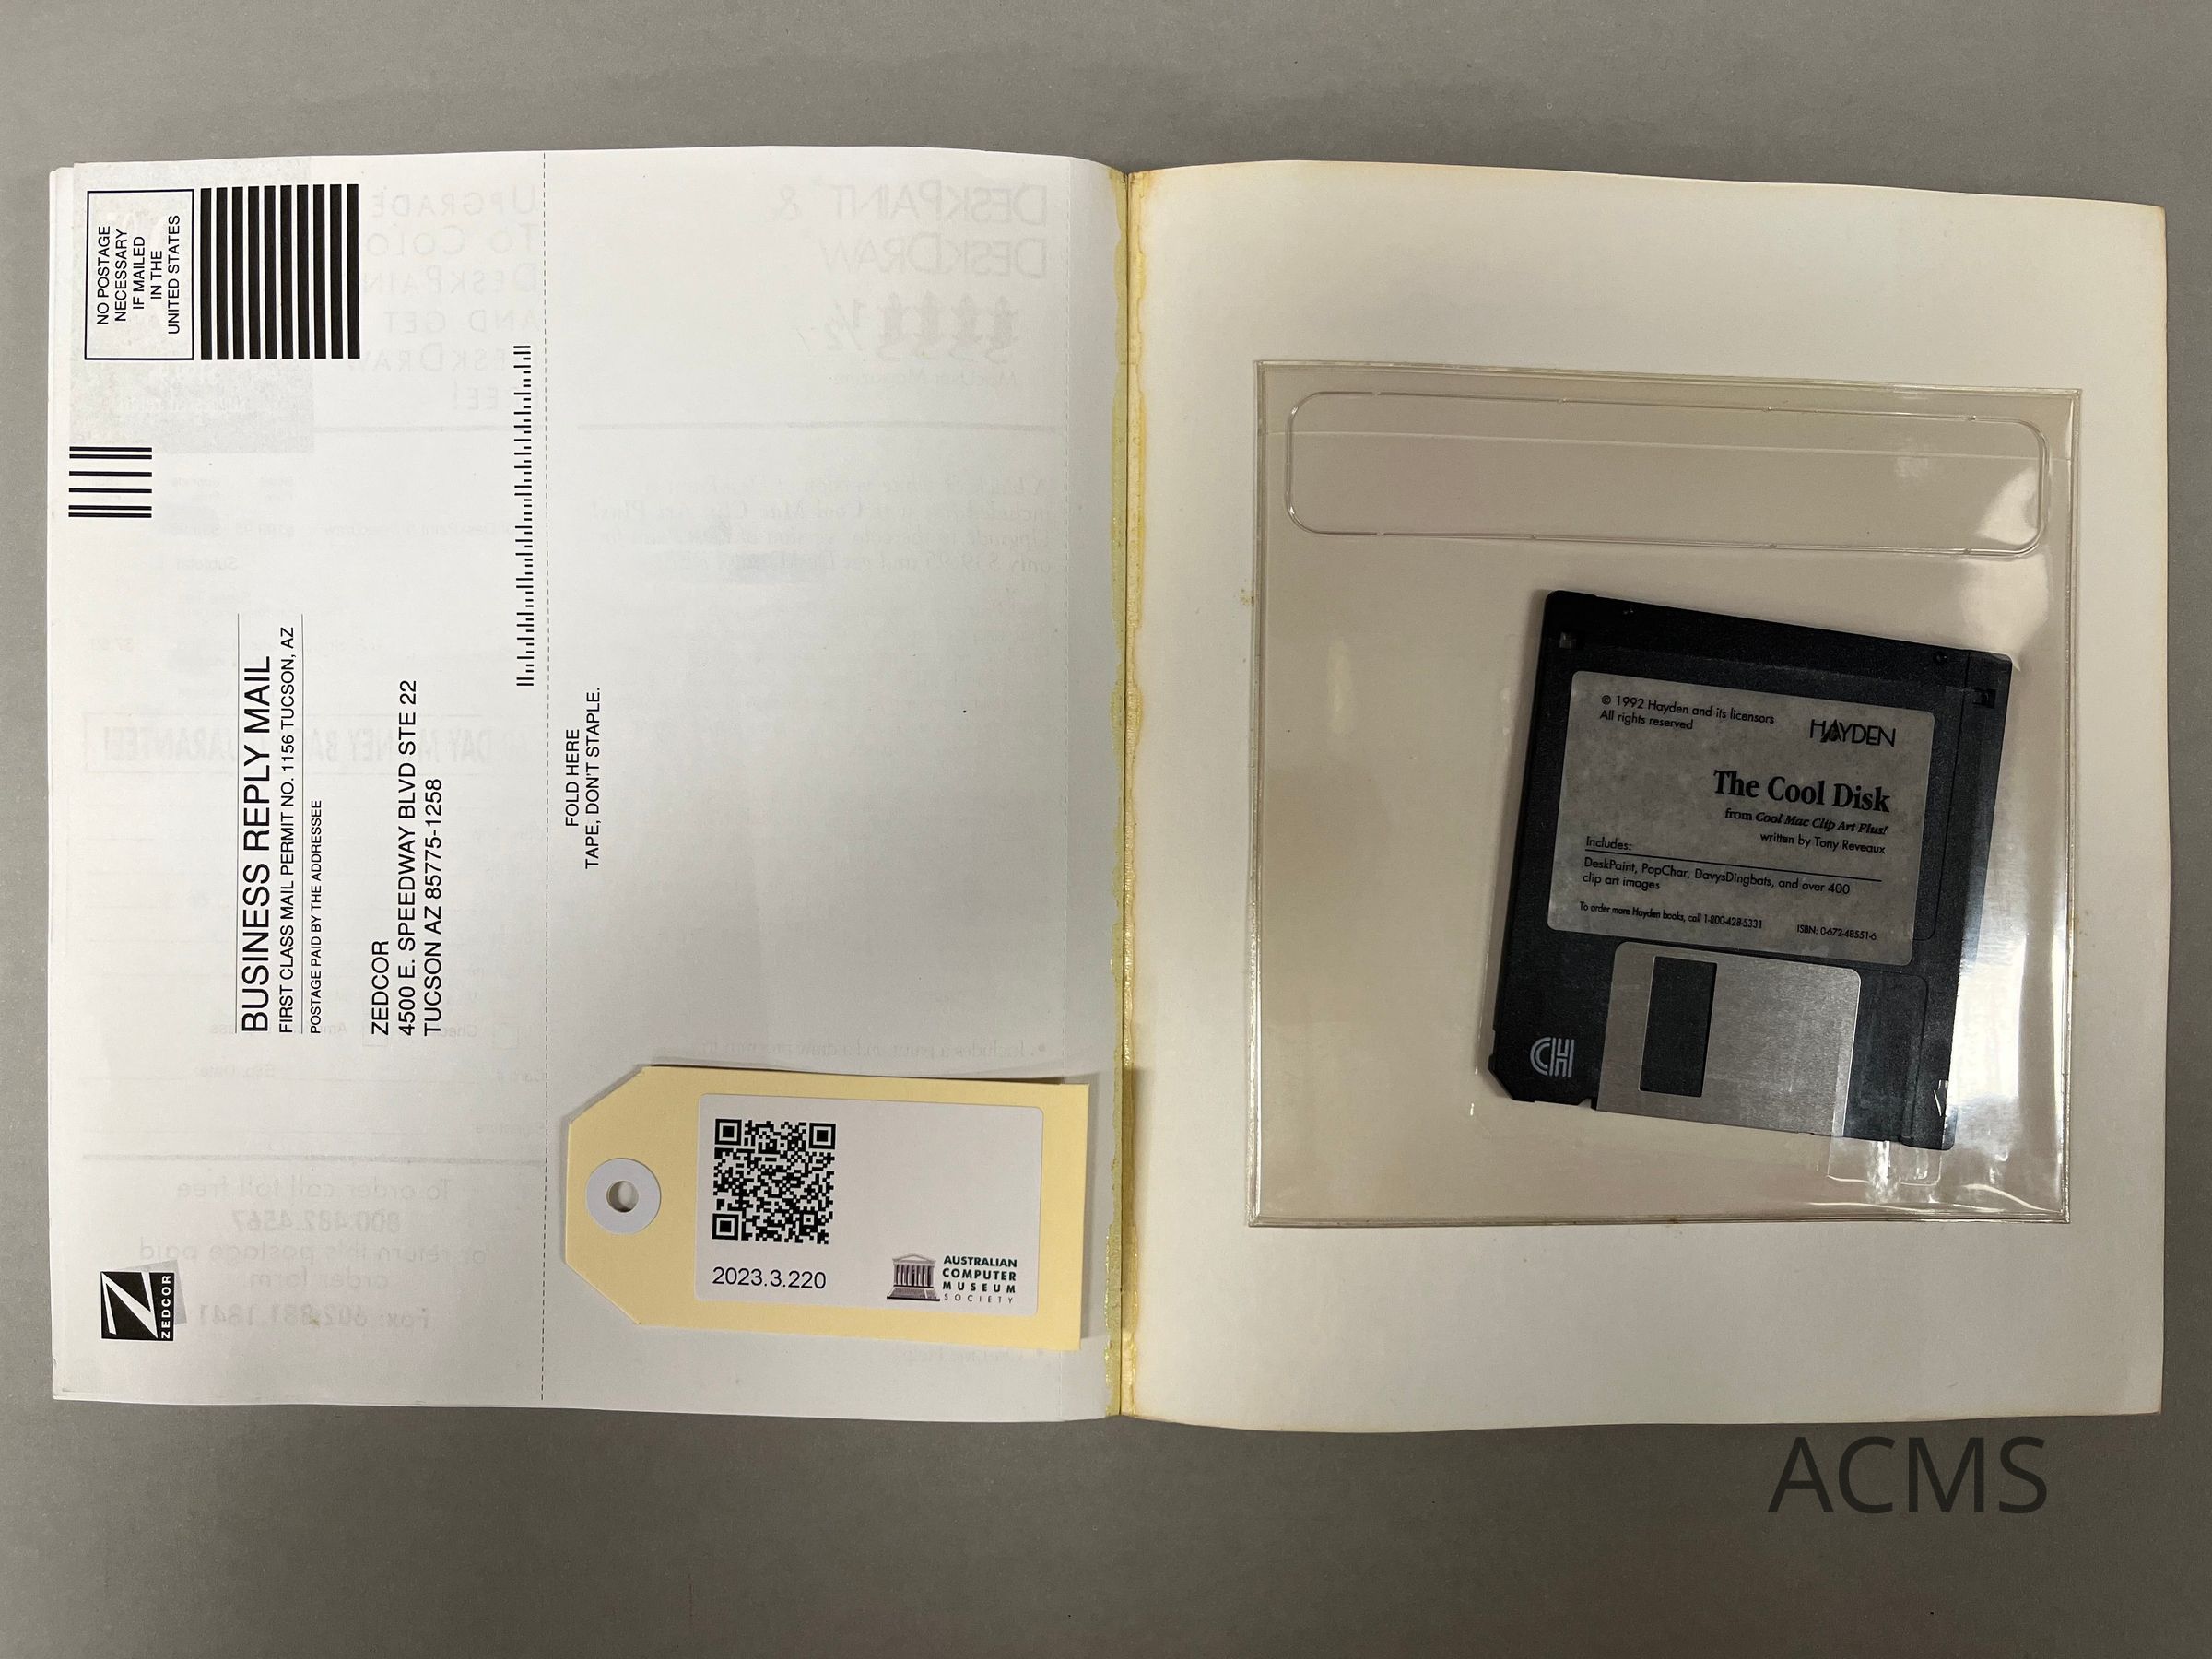 NO POSTAGE
NECESSARY
IF MAILED
IN THE
UNITED STATES
BUSINESS REPLY MAIL
FIRST CLASS MAIL PERMIT NO. 1156 TUCSON, AZ
POSTAGE PAID BY THE ADDRESSEE
ZEDCOR
4500 E. SPEEDWAY BLVD STE 22
TUCSON AZ 85775-1258
FOLD HERE
TAPE, DON'T STAPLE.
ZEDCOR
2023.3.220
AUSTRALIAN
COMPUTER
MUSEUM
SOCIETY
© 1992 Hayden and its licensors
All rights reserved
HAYDEN
The Cool Disk
from Cool Mac Clip Art Plus!
written by Tony Reveaux
Includes:
DeskPaint, PopChar, DavysDingbats, and over 400
clip art images
To order more Hayden books, call 1-800-428-5331
ISBN: 0-672-48551-6
ACMS